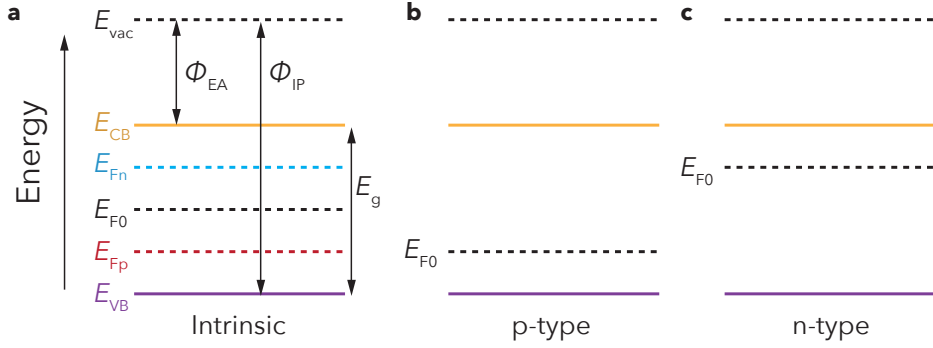 a
E_vac
Φ_EA
Φ_IP
E_CB
E_Fn
E_g
E_F0
E_Fp
E_VB
Energy
Intrinsic
b
E_F0
p-type
c
E_F0
n-type